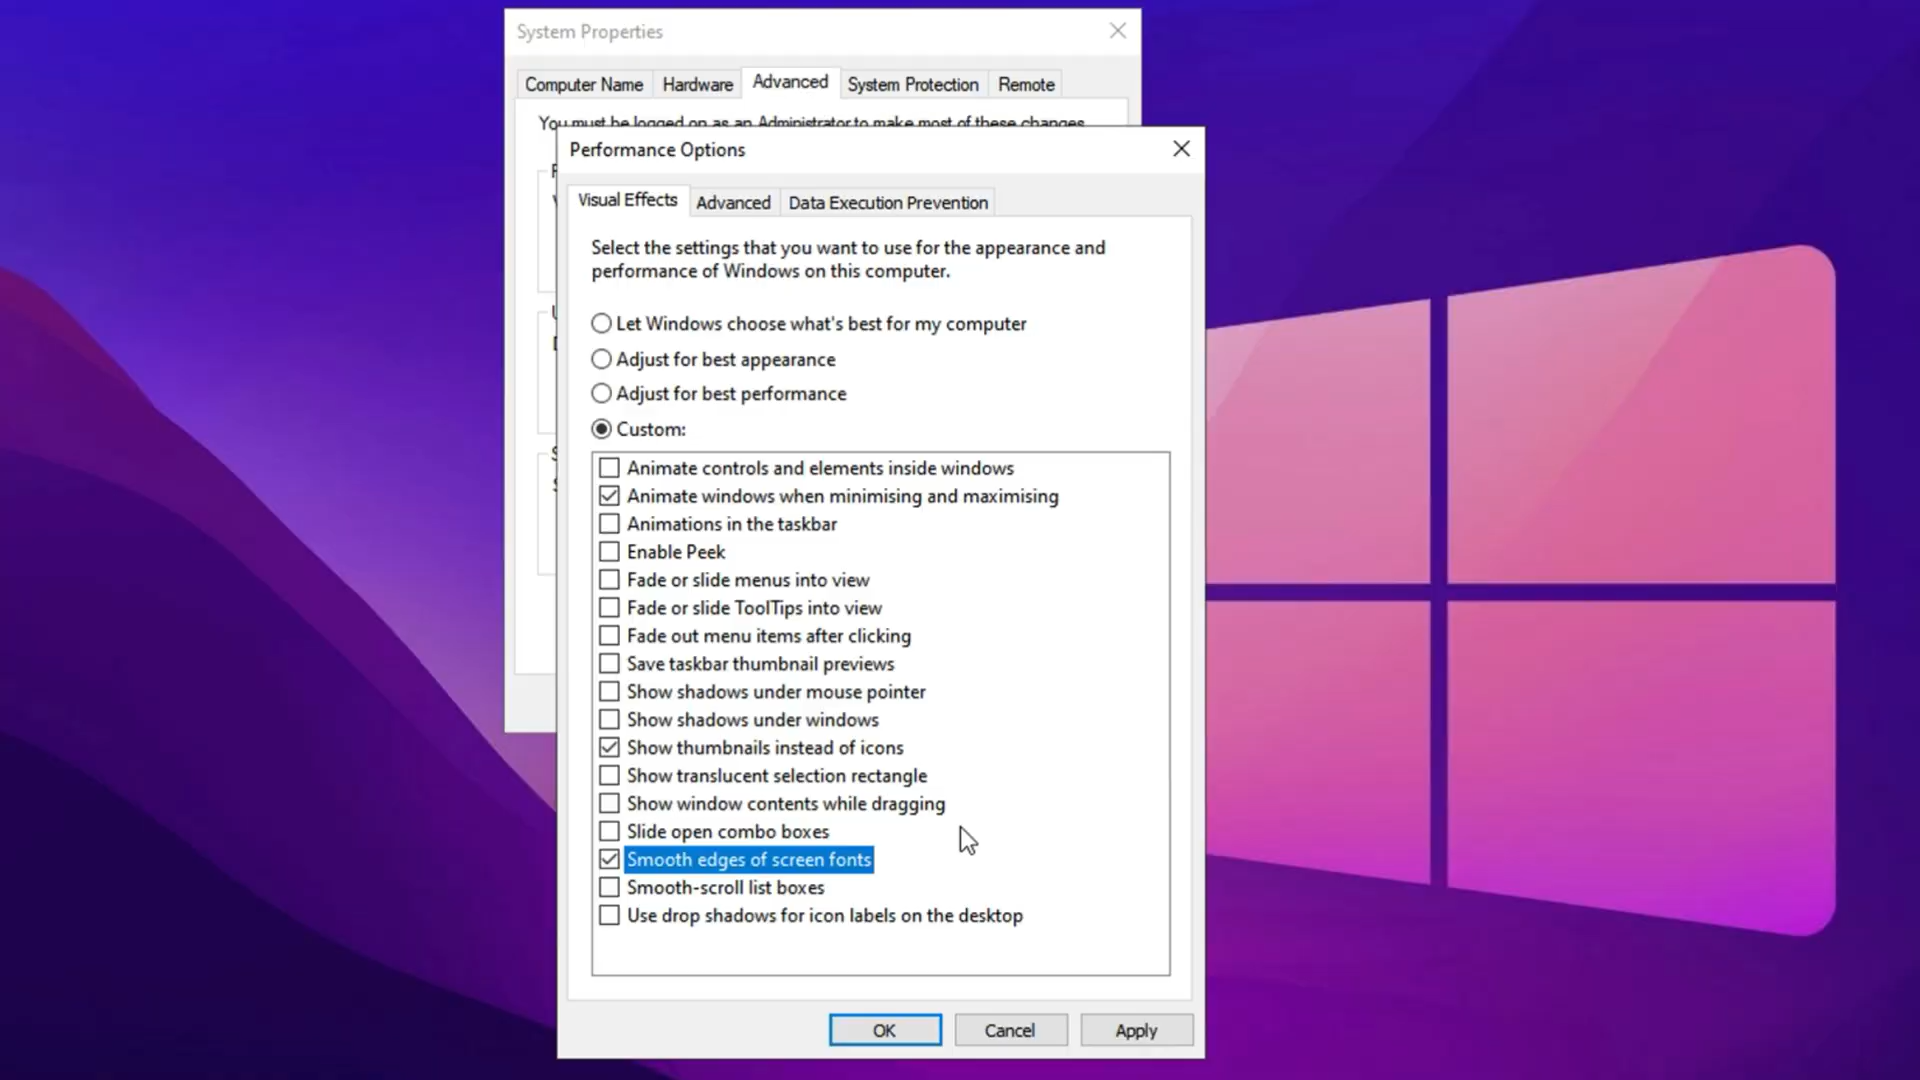 System Properties
Computer Name Hardware Advanced System Protection Remote
You must be logged on as an Administrator to make most of these changes
Performance Options
Visual Effects Advanced Data Execution Prevention
Select the settings that you want to use for the appearance and
performance of Windows on this computer.
Let Windows choose what's best for my computer
Adjust for best appearance
Adjust for best performance
Custom:
Animate controls and elements inside windows
Animate windows when minimising and maximising
Animations in the taskbar
Enable Peek
Fade or slide menus into view
Fade or slide ToolTips into view
Fade out menu items after clicking
Save taskbar thumbnail previews
Show shadows under mouse pointer
Show shadows under windows
Show thumbnails instead of icons
Show translucent selection rectangle
Show window contents while dragging
Slide open combo boxes
Smooth edges of screen fonts
Smooth-scroll list boxes
Use drop shadows for icon labels on the desktop
OK Cancel Apply